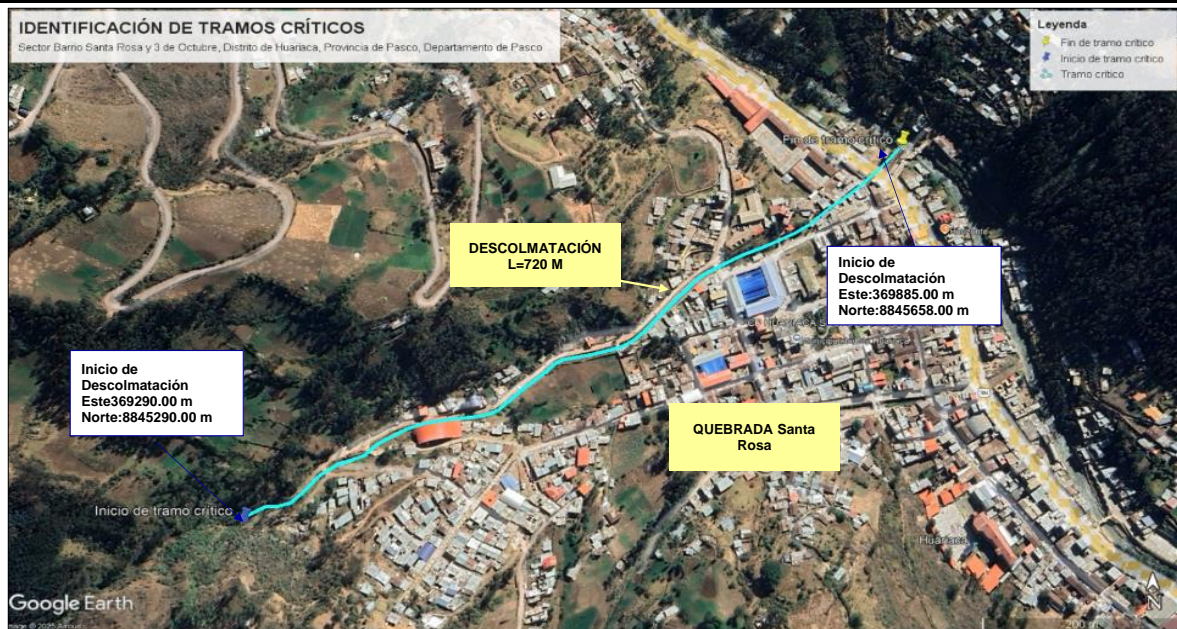 IDENTIFICACIÓN DE TRAMOS CRÍTICOS
Sector Barrio Santa Rosa y 3 de Octubre, Distrito de Huariaca, Provincia de Pasco, Departamento de Pasco
Leyenda
Fin de tramo crítico
Inicio de tramo crítico
Tramo crítico
Fin de tramo crítico
DESCOLMATACIÓN
L=720 M
Inicio de
Descolmatación
Este:369885.00 m
Norte:8845658.00 m
Inicio de
Descolmatación
Este369290.00 m
Norte:8845290.00 m
QUEBRADA Santa
Rosa
Inicio de tramo crítico
Huariaca
Google Earth
200 m
N